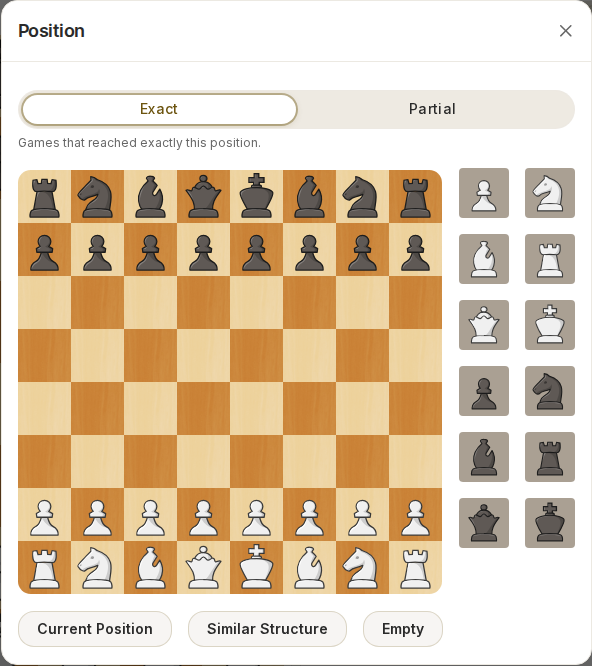 Position
Exact Partial
Games that reached exactly this position.
Current Position Similar Structure Empty